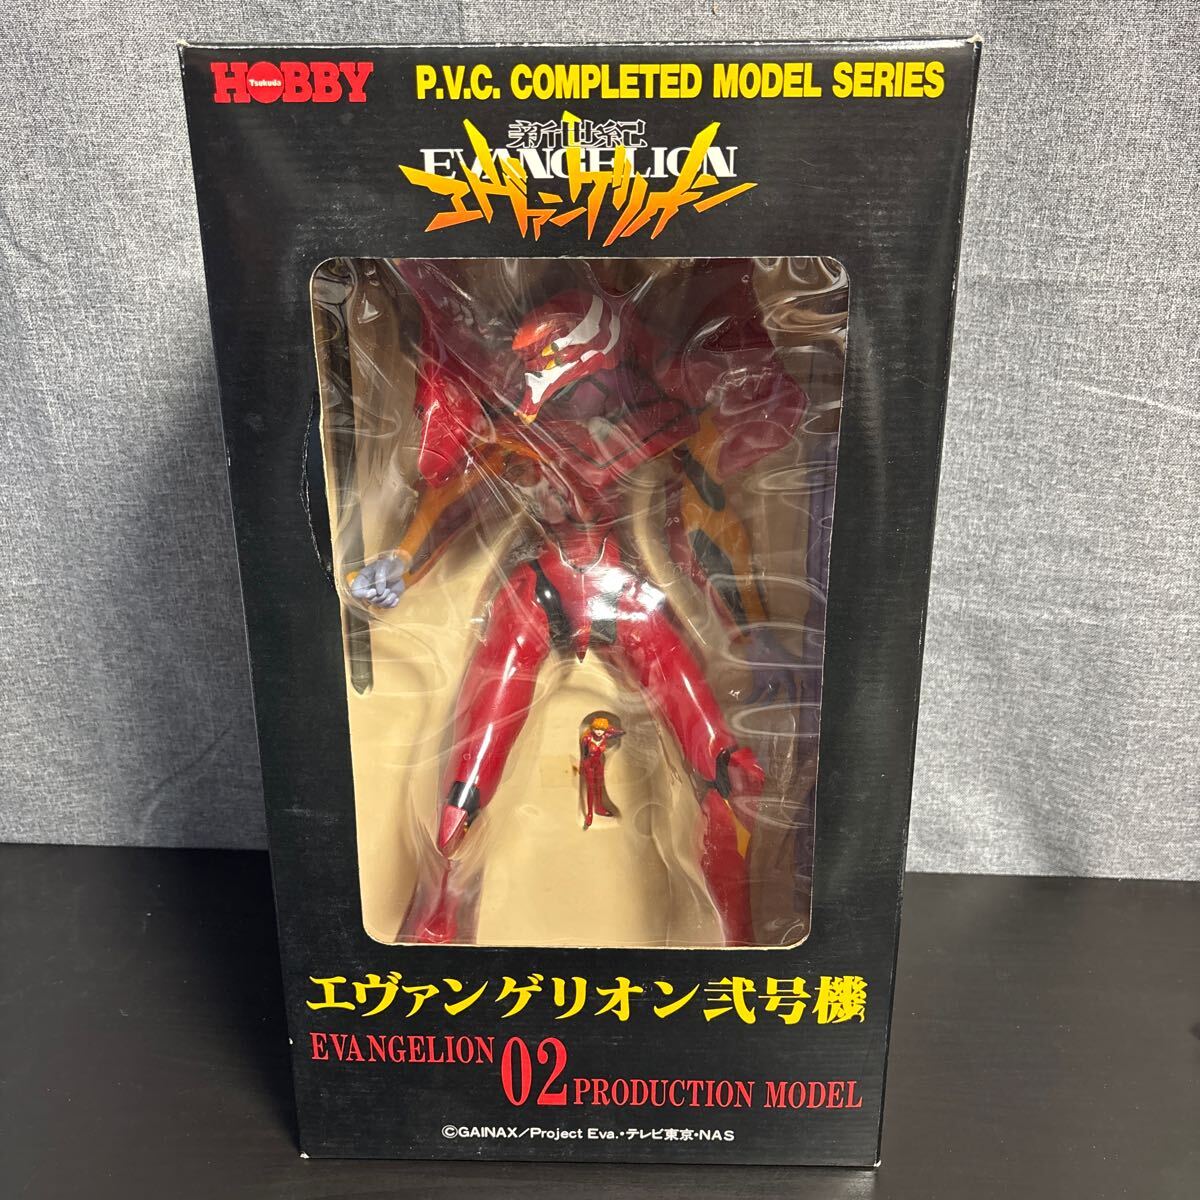 HOBBY
Tsukuda
P.V.C. COMPLETED MODEL SERIES
新世紀
EVANGELION
エヴァンゲリオン
エヴァンゲリオン弐号機
EVANGELION 02 PRODUCTION MODEL
©GAINAX/Project Eva.・テレビ東京・NAS